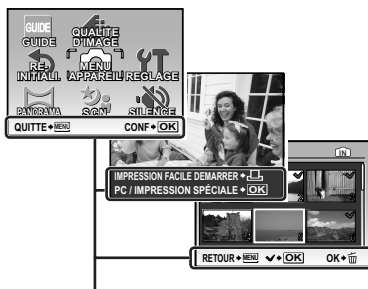 GUIDE
GUIDE
QUALITE
D'IMAGE
RE-
INITIALI.
MENU
APPAREIL
REGLAGE
PANORAMA
SCN
SILENCE
QUITTE MENU CONF OK
IMPRESSION FACILE DEMARRER
PC / IMPRESSION SPÉCIALE OK
IN
RETOUR MENU OK OK